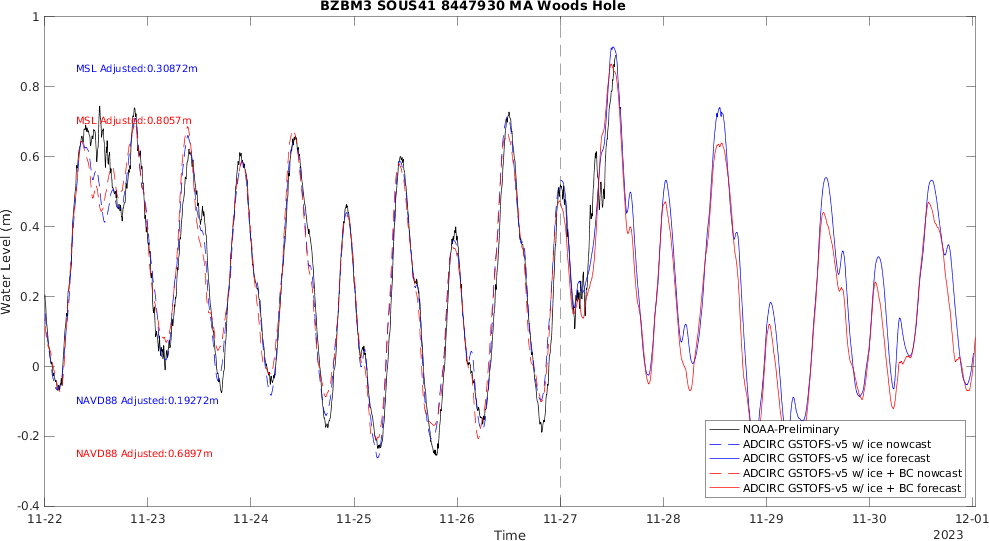 BZBM3 SOUS41 8447930 MA Woods Hole
Water Level (m)
1
0.8
0.6
0.4
0.2
0
-0.2
-0.4
MSL Adjusted:0.30872m
MSL Adjusted:0.8057m
NAVD88 Adjusted:0.19272m
NAVD88 Adjusted:0.6897m
NOAA-Preliminary
ADCIRC GSTOFS-v5 w/ ice nowcast
ADCIRC GSTOFS-v5 w/ ice forecast
ADCIRC GSTOFS-v5 w/ ice + BC nowcast
ADCIRC GSTOFS-v5 w/ ice + BC forecast
11-22 11-23 11-24 11-25 11-26 11-27 11-28 11-29 11-30 12-01
Time
2023